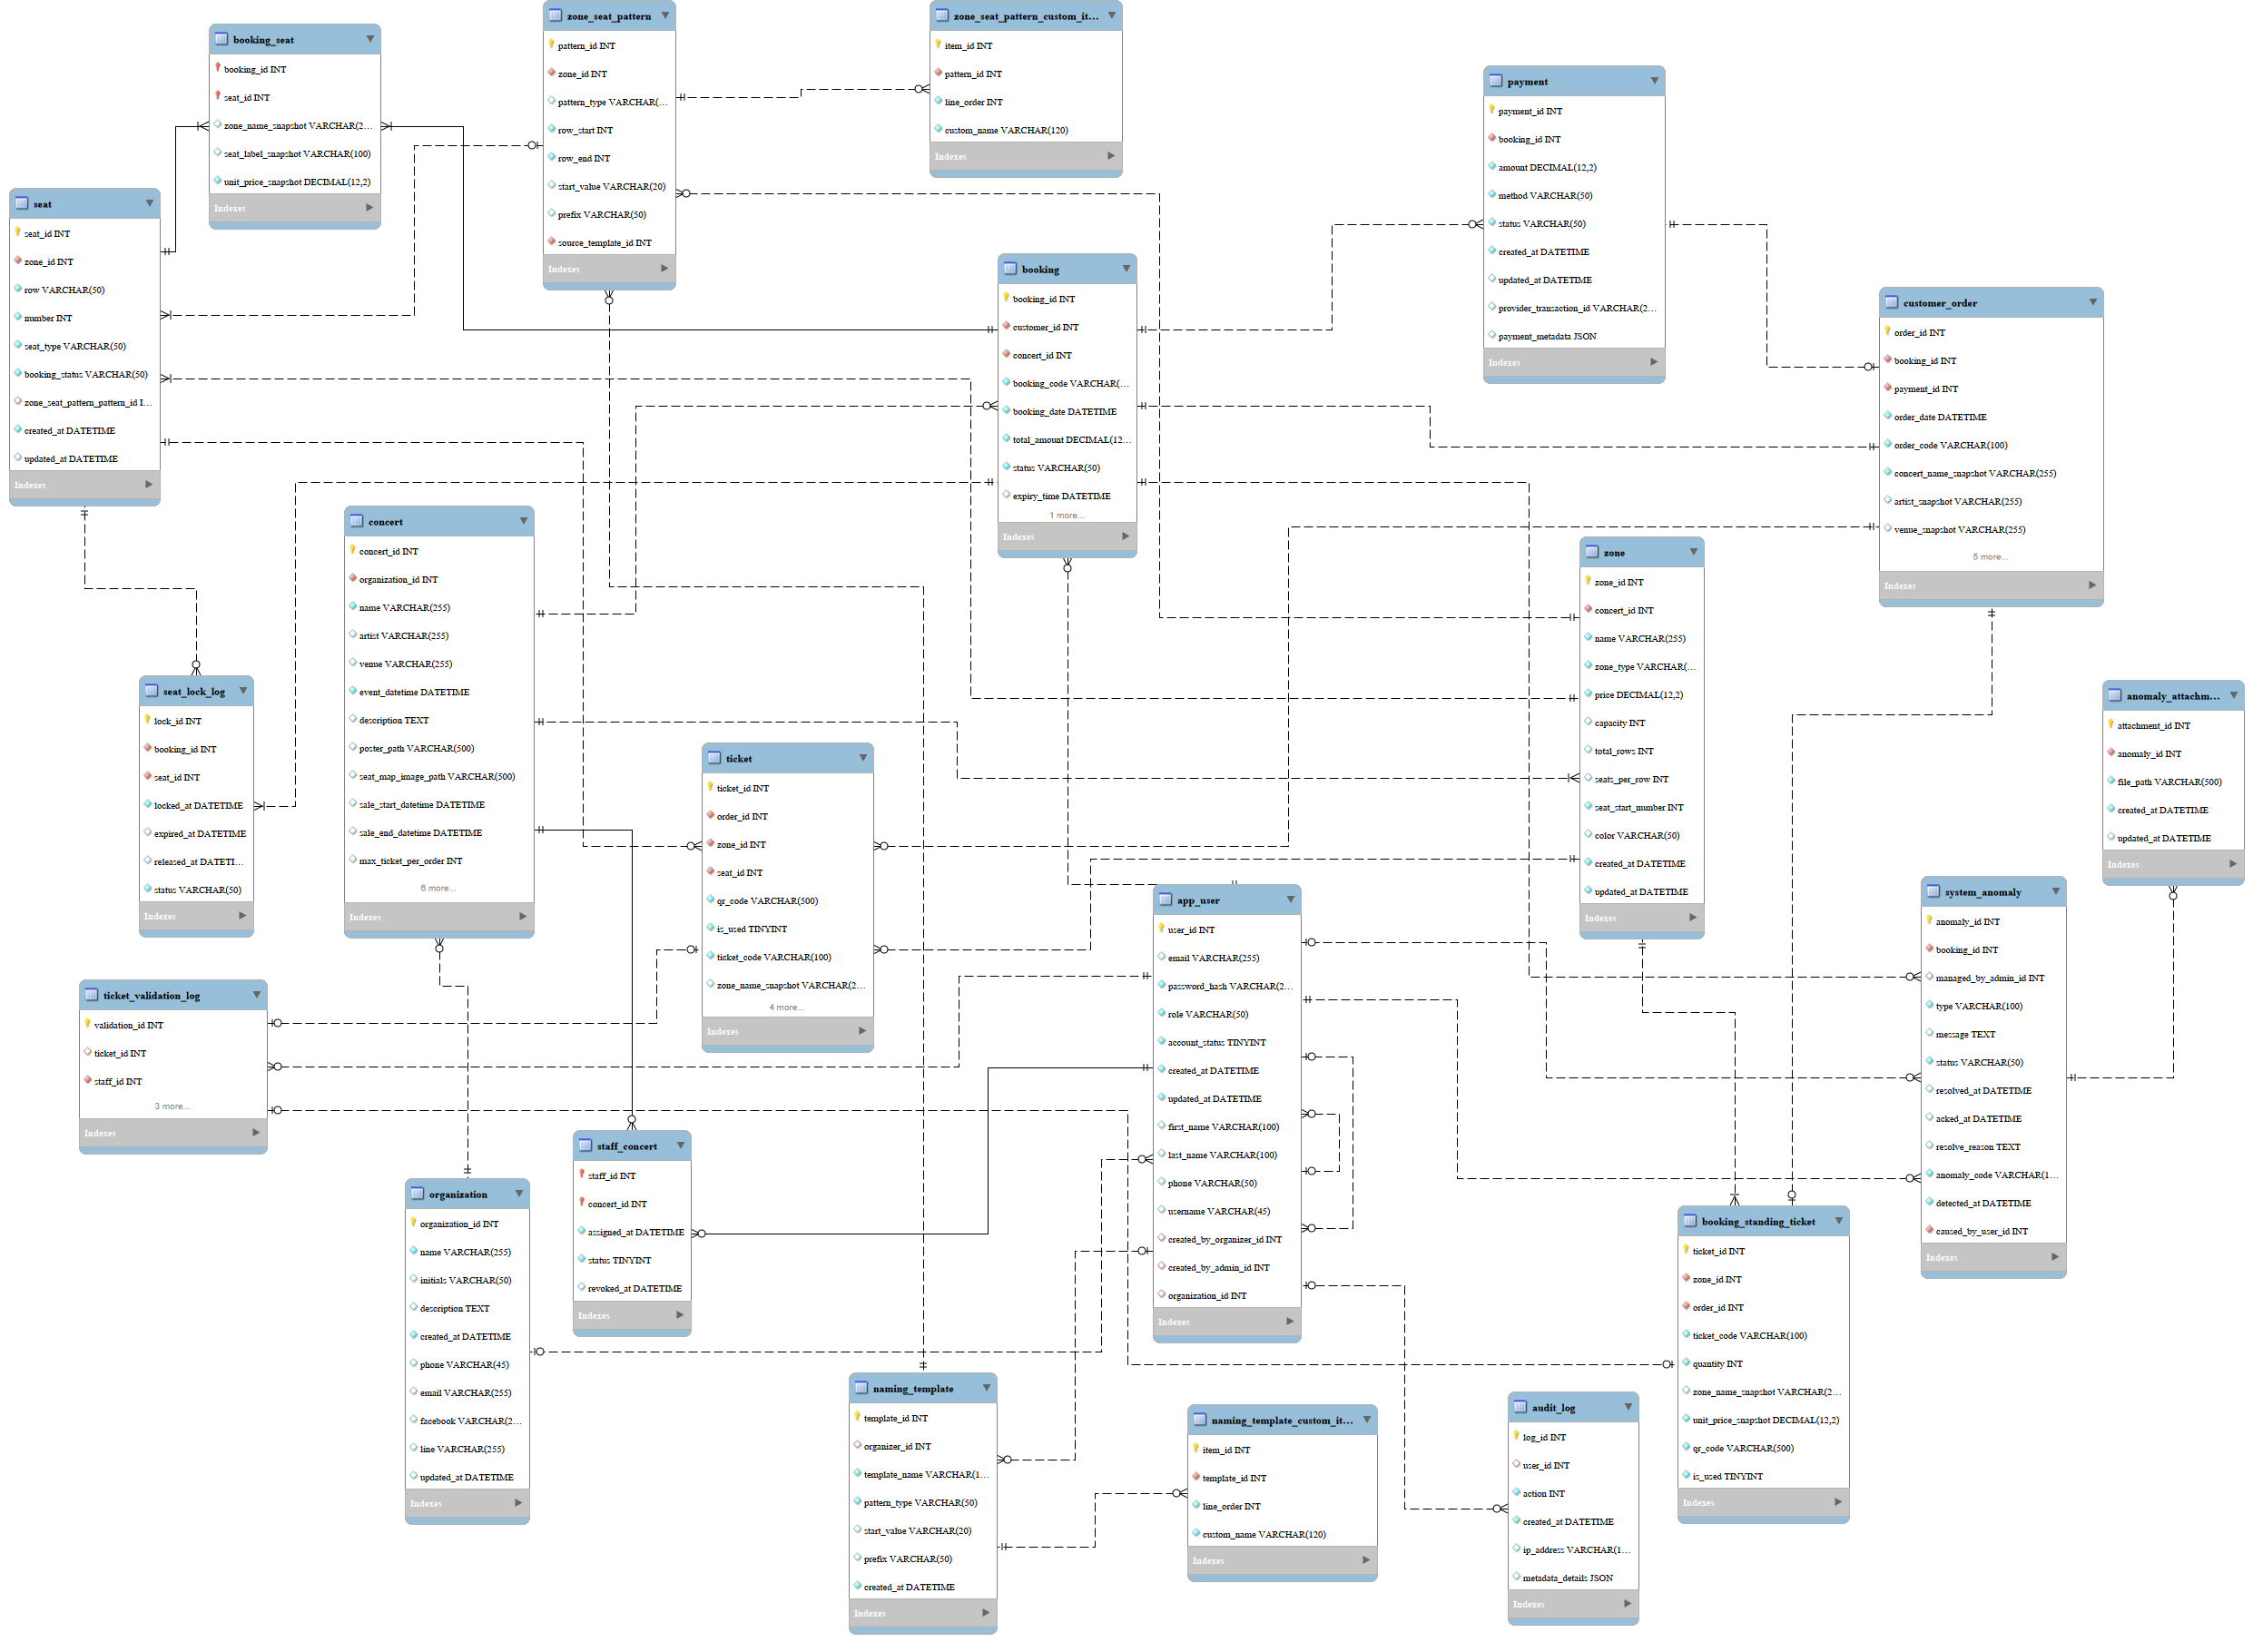 booking_seat
booking_id INT
seat_id INT
zone_name_snapshot VARCHAR(2...
seat_label_snapshot VARCHAR(100)
unit_price_snapshot DECIMAL(12,2)
Indexes
zone_seat_pattern
pattern_id INT
zone_id INT
pattern_type VARCHAR(...
row_start INT
row_end INT
start_value VARCHAR(20)
prefix VARCHAR(50)
source_template_id INT
Indexes
zone_seat_pattern_custom_it...
item_id INT
pattern_id INT
line_order INT
custom_name VARCHAR(120)
Indexes
payment
payment_id INT
booking_id INT
amount DECIMAL(12,2)
method VARCHAR(50)
status VARCHAR(50)
created_at DATETIME
updated_at DATETIME
provider_transaction_id VARCHAR(2...
payment_metadata JSON
Indexes
seat
seat_id INT
zone_id INT
row VARCHAR(50)
number INT
seat_type VARCHAR(50)
booking_status VARCHAR(50)
zone_seat_pattern_pattern_id I...
created_at DATETIME
updated_at DATETIME
Indexes
booking
booking_id INT
customer_id INT
concert_id INT
booking_code VARCHAR(...
booking_date DATETIME
total_amount DECIMAL(12...
status VARCHAR(50)
expiry_time DATETIME
1 more...
Indexes
customer_order
order_id INT
booking_id INT
payment_id INT
order_date DATETIME
order_code VARCHAR(100)
concert_name_snapshot VARCHAR(255)
artist_snapshot VARCHAR(255)
venue_snapshot VARCHAR(255)
5 more...
Indexes
concert
concert_id INT
organization_id INT
name VARCHAR(255)
artist VARCHAR(255)
venue VARCHAR(255)
event_datetime DATETIME
description TEXT
poster_path VARCHAR(500)
seat_map_image_path VARCHAR(500)
sale_start_datetime DATETIME
sale_end_datetime DATETIME
max_ticket_per_order INT
6 more...
Indexes
zone
zone_id INT
concert_id INT
name VARCHAR(255)
zone_type VARCHAR(...
price DECIMAL(12,2)
capacity INT
total_rows INT
seats_per_row INT
seat_start_number INT
color VARCHAR(50)
created_at DATETIME
updated_at DATETIME
Indexes
seat_lock_log
lock_id INT
booking_id INT
seat_id INT
locked_at DATETIME
expired_at DATETIME
released_at DATETI...
status VARCHAR(50)
Indexes
ticket
ticket_id INT
order_id INT
zone_id INT
seat_id INT
qr_code VARCHAR(500)
is_used TINYINT
ticket_code VARCHAR(100)
zone_name_snapshot VARCHAR(2...
4 more...
Indexes
anomaly_attachm...
attachment_id INT
anomaly_id INT
file_path VARCHAR(500)
created_at DATETIME
updated_at DATETIME
Indexes
app_user
user_id INT
email VARCHAR(255)
password_hash VARCHAR(2...
role VARCHAR(50)
account_status TINYINT
created_at DATETIME
updated_at DATETIME
first_name VARCHAR(100)
last_name VARCHAR(100)
phone VARCHAR(50)
username VARCHAR(45)
created_by_organizer_id INT
created_by_admin_id INT
organization_id INT
Indexes
system_anomaly
anomaly_id INT
booking_id INT
managed_by_admin_id INT
type VARCHAR(100)
message TEXT
status VARCHAR(50)
resolved_at DATETIME
acked_at DATETIME
resolve_reason TEXT
anomaly_code VARCHAR(1...
detected_at DATETIME
caused_by_user_id INT
Indexes
ticket_validation_log
validation_id INT
ticket_id INT
staff_id INT
3 more...
Indexes
staff_concert
staff_id INT
concert_id INT
assigned_at DATETIME
status TINYINT
revoked_at DATETIME
Indexes
organization
organization_id INT
name VARCHAR(255)
initials VARCHAR(50)
description TEXT
created_at DATETIME
phone VARCHAR(45)
email VARCHAR(255)
facebook VARCHAR(2...
line VARCHAR(255)
updated_at DATETIME
Indexes
booking_standing_ticket
ticket_id INT
zone_id INT
order_id INT
ticket_code VARCHAR(100)
quantity INT
zone_name_snapshot VARCHAR(2...
unit_price_snapshot DECIMAL(12,2)
qr_code VARCHAR(500)
is_used TINYINT
Indexes
naming_template
template_id INT
organizer_id INT
template_name VARCHAR(1...
pattern_type VARCHAR(50)
start_value VARCHAR(20)
prefix VARCHAR(50)
created_at DATETIME
Indexes
naming_template_custom_it...
item_id INT
template_id INT
line_order INT
custom_name VARCHAR(120)
Indexes
audit_log
log_id INT
user_id INT
action INT
created_at DATETIME
ip_address VARCHAR(1...
metadata_details JSON
Indexes